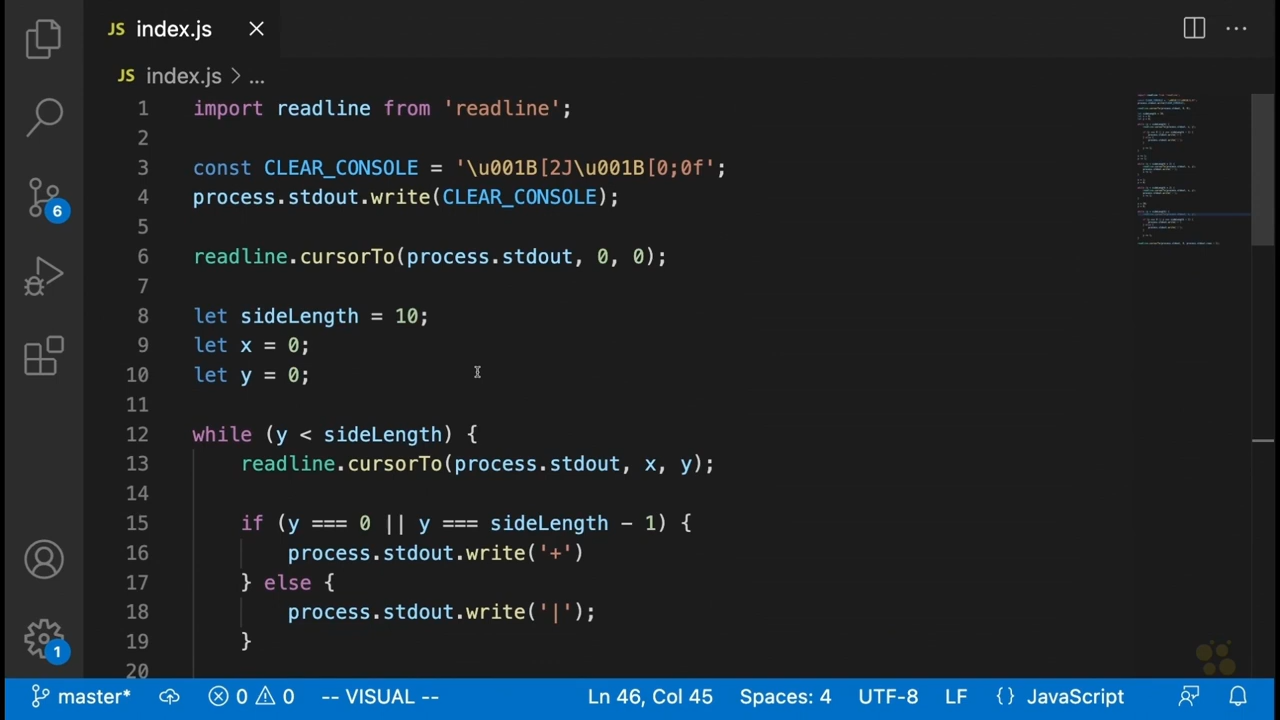 JS index.js
JS index.js > ...
1 import readline from 'readline';
2
3 const CLEAR_CONSOLE = '\u001B[2J\u001B[0;0f';
4 process.stdout.write(CLEAR_CONSOLE);
5
6 readline.cursorTo(process.stdout, 0, 0);
7
8 let sideLength = 10;
9 let x = 0;
10 let y = 0;
11
12 while (y < sideLength) {
13 readline.cursorTo(process.stdout, x, y);
14
15 if (y === 0 || y === sideLength - 1) {
16 process.stdout.write('+')
17 } else {
18 process.stdout.write('|');
19 }
20
6
1
master* 0 0 -- VISUAL -- Ln 46, Col 45 Spaces: 4 UTF-8 LF {} JavaScript